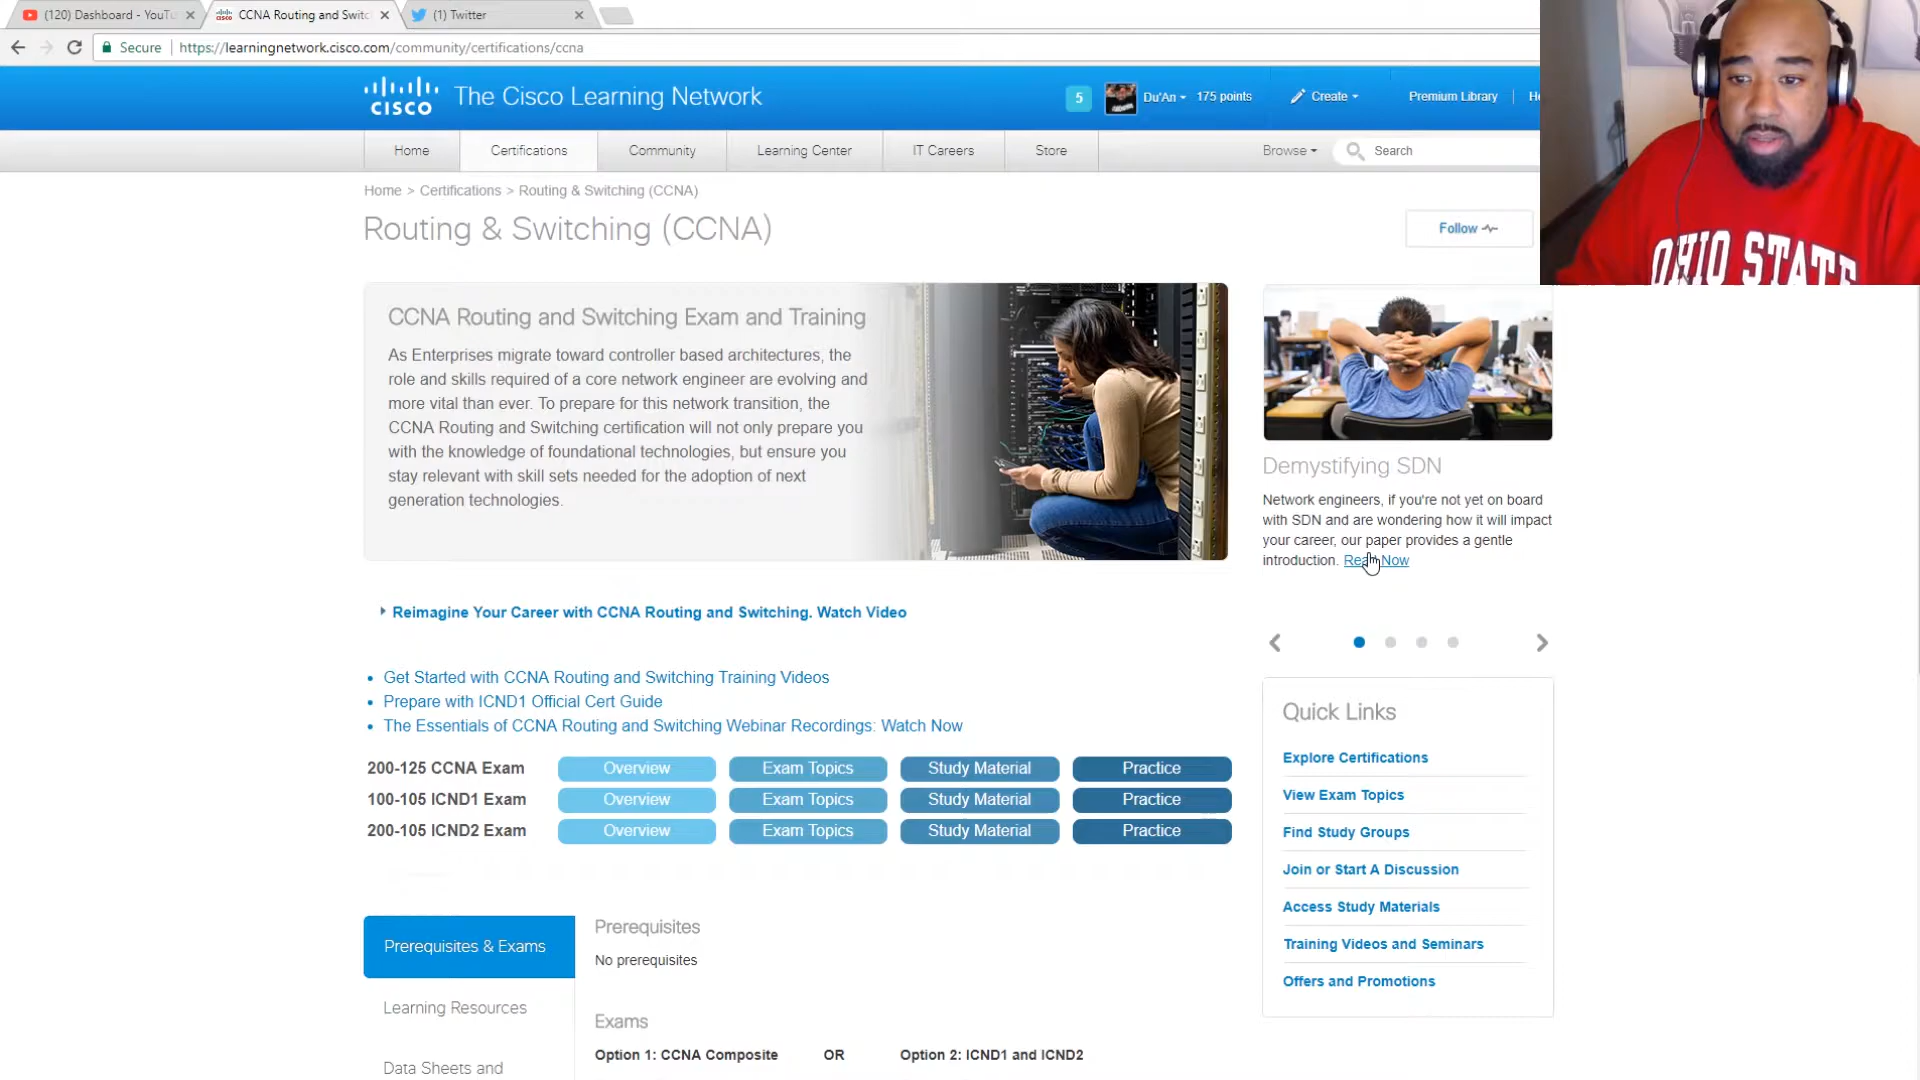 (120) Dashboard - YouTu
CCNA Routing and Switc
(1) Twitter
Secure
https://learningnetwork.cisco.com/community/certifications/ccna
CISCO
The Cisco Learning Network
5
Du'An
175 points
Create
Premium Library
Home
Certifications
Community
Learning Center
IT Careers
Store
Browse
Search
Home > Certifications > Routing & Switching (CCNA)
Routing & Switching (CCNA)
Follow
OHIO STATE
CCNA Routing and Switching Exam and Training
As Enterprises migrate toward controller based architectures, the
role and skills required of a core network engineer are evolving and
more vital than ever. To prepare for this network transition, the
CCNA Routing and Switching certification will not only prepare you
with the knowledge of foundational technologies, but ensure you
stay relevant with skill sets needed for the adoption of next
generation technologies.
Demystifying SDN
Network engineers, if you're not yet on board
with SDN and are wondering how it will impact
your career, our paper provides a gentle
introduction. Read Now
Reimagine Your Career with CCNA Routing and Switching. Watch Video
Get Started with CCNA Routing and Switching Training Videos
Prepare with ICND1 Official Cert Guide
The Essentials of CCNA Routing and Switching Webinar Recordings: Watch Now
200-125 CCNA Exam Overview Exam Topics Study Material Practice
100-105 ICND1 Exam Overview Exam Topics Study Material Practice
200-105 ICND2 Exam Overview Exam Topics Study Material Practice
Quick Links
Explore Certifications
View Exam Topics
Find Study Groups
Join or Start A Discussion
Access Study Materials
Training Videos and Seminars
Offers and Promotions
Prerequisites & Exams
Learning Resources
Data Sheets and
Prerequisites
No prerequisites
Exams
Option 1: CCNA Composite OR Option 2: ICND1 and ICND2